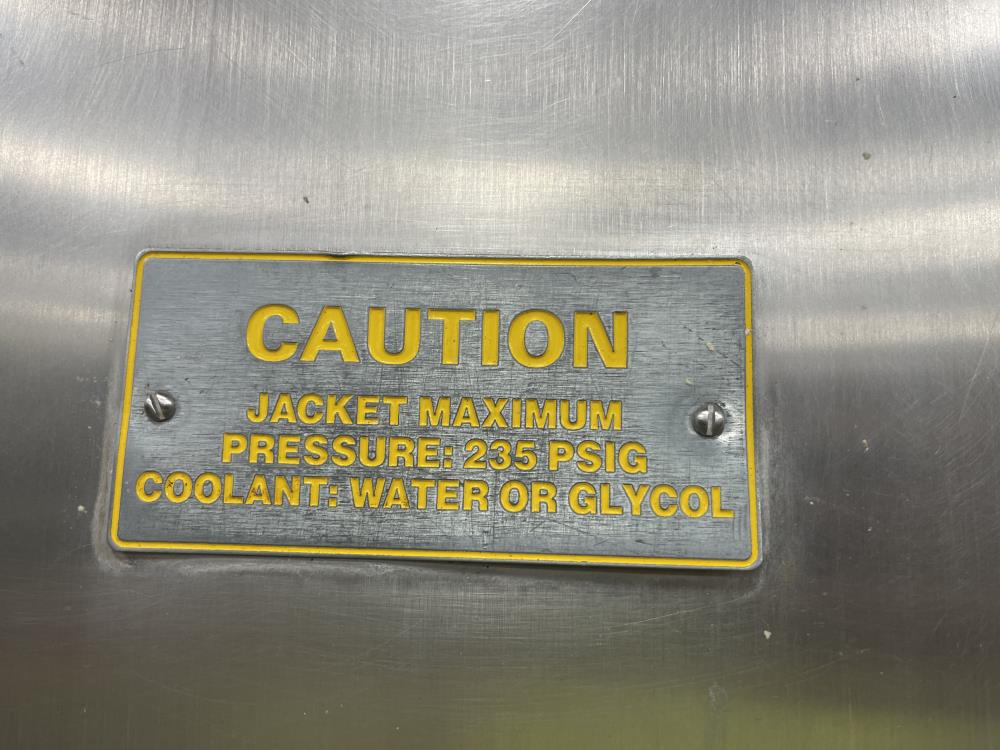 CAUTION
JACKET MAXIMUM
PRESSURE: 235 PSIG
COOLANT: WATER OR GLYCOL